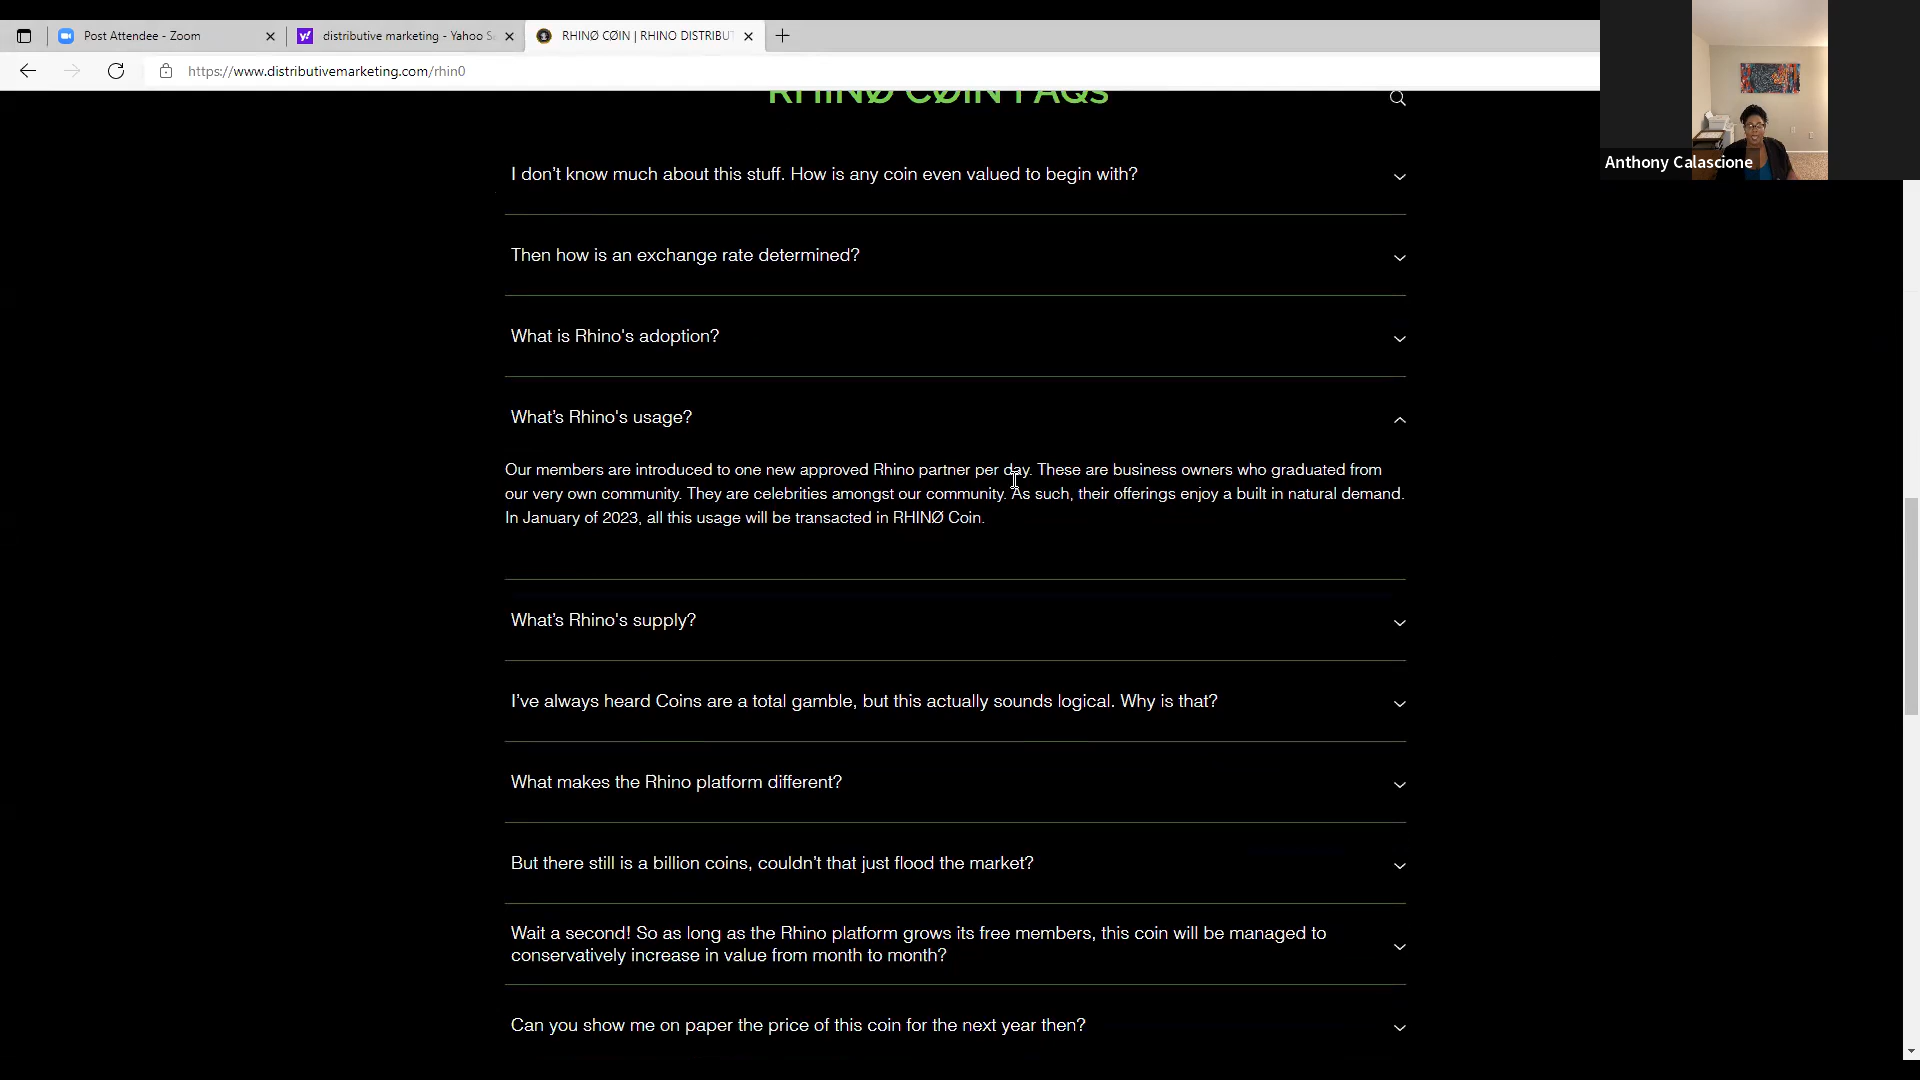 Post Attendee - Zoom
distributive marketing - Yahoo S
RHINØ CØIN | RHINO DISTRIBUT
https://www.distributivemarketing.com/rhin0
Anthony Calascione
RHINØ CØIN FAQs
I don’t know much about this stuff. How is any coin even valued to begin with?
Then how is an exchange rate determined?
What is Rhino's adoption?
What’s Rhino's usage?
Our members are introduced to one new approved Rhino partner per day. These are business owners who graduated from
our very own community. They are celebrities amongst our community. As such, their offerings enjoy a built in natural demand.
In January of 2023, all this usage will be transacted in RHINØ Coin.
What’s Rhino's supply?
I’ve always heard Coins are a total gamble, but this actually sounds logical. Why is that?
What makes the Rhino platform different?
But there still is a billion coins, couldn’t that just flood the market?
Wait a second! So as long as the Rhino platform grows its free members, this coin will be managed to
conservatively increase in value from month to month?
Can you show me on paper the price of this coin for the next year then?